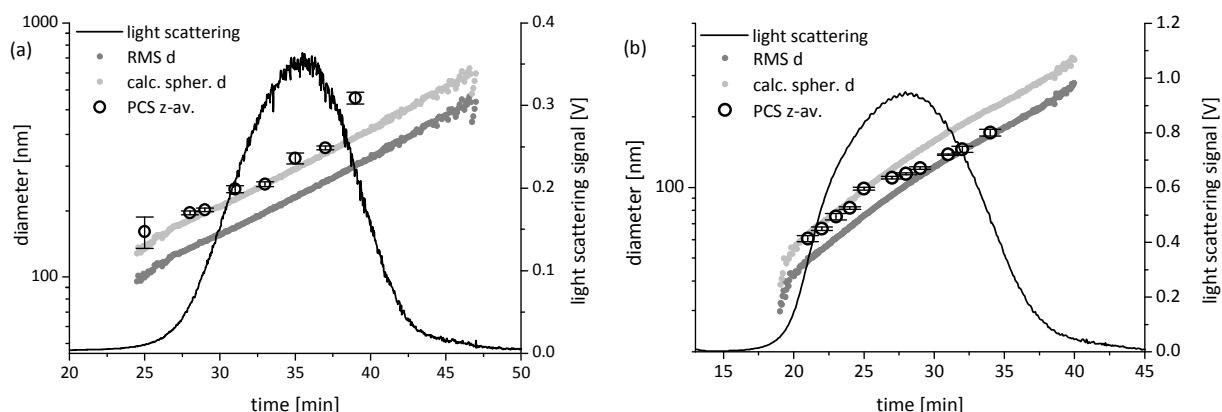 (a)
light scattering
RMS d
calc. spher. d
PCS z-av.
1000
100
diameter [nm]
20 25 30 35 40 45 50
time [min]
0.4
0.3
0.2
0.1
0.0
light scattering signal [V]
(b)
light scattering
RMS d
calc. spher. d
PCS z-av.
100
diameter [nm]
15 20 25 30 35 40 45
time [min]
1.2
1.0
0.8
0.6
0.4
0.2
0.0
light scattering signal [V]